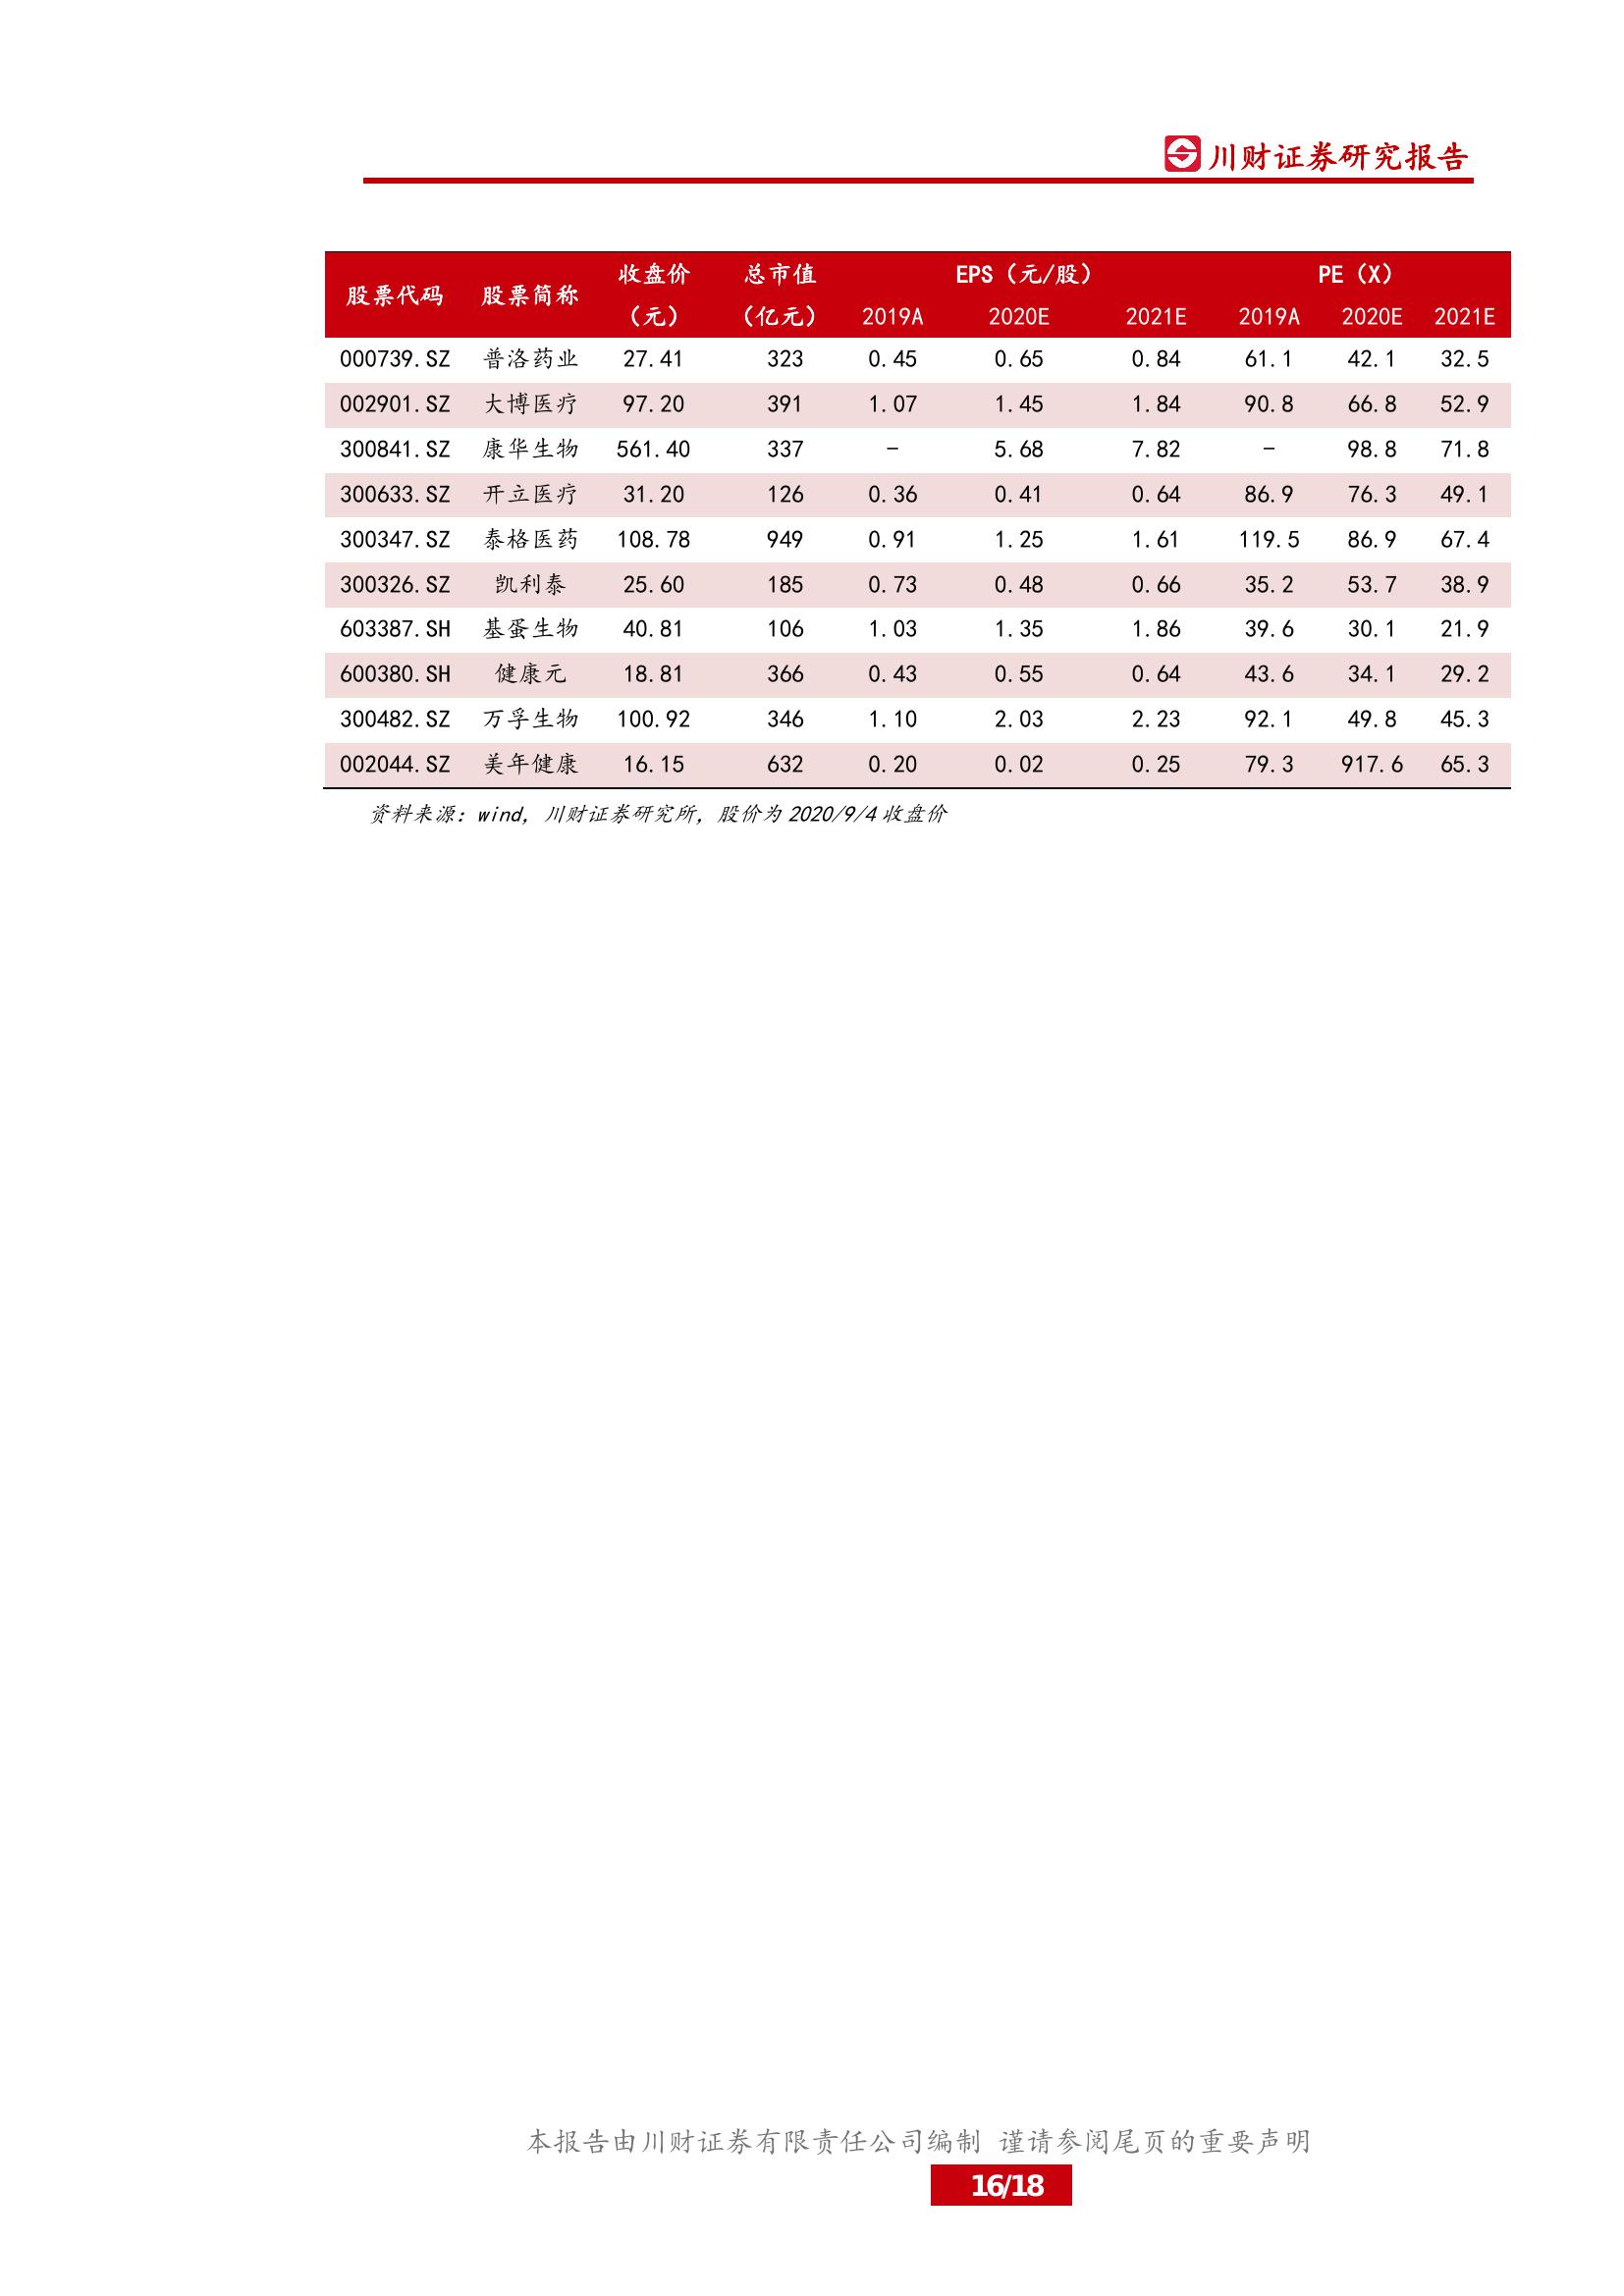 川财证券研究报告
股票代码 股票简称 收盘价 总市值 EPS（元/股） PE（X）
（元） （亿元） 2019A 2020E 2021E 2019A 2020E 2021E
000739.SZ 普洛药业 27.41 323 0.45 0.65 0.84 61.1 42.1 32.5
002901.SZ 大博医疗 97.20 391 1.07 1.45 1.84 90.8 66.8 52.9
300841.SZ 康华生物 561.40 337 - 5.68 7.82 - 98.8 71.8
300633.SZ 开立医疗 31.20 126 0.36 0.41 0.64 86.9 76.3 49.1
300347.SZ 泰格医药 108.78 949 0.91 1.25 1.61 119.5 86.9 67.4
300326.SZ 凯利泰 25.60 185 0.73 0.48 0.66 35.2 53.7 38.9
603387.SH 基蛋生物 40.81 106 1.03 1.35 1.86 39.6 30.1 21.9
600380.SH 健康元 18.81 366 0.43 0.55 0.64 43.6 34.1 29.2
300482.SZ 万孚生物 100.92 346 1.10 2.03 2.23 92.1 49.8 45.3
002044.SZ 美年健康 16.15 632 0.20 0.02 0.25 79.3 917.6 65.3
资料来源：wind，川财证券研究所，股价为 2020/9/4 收盘价
本报告由川财证券有限责任公司编制 谨请参阅尾页的重要声明
16/18